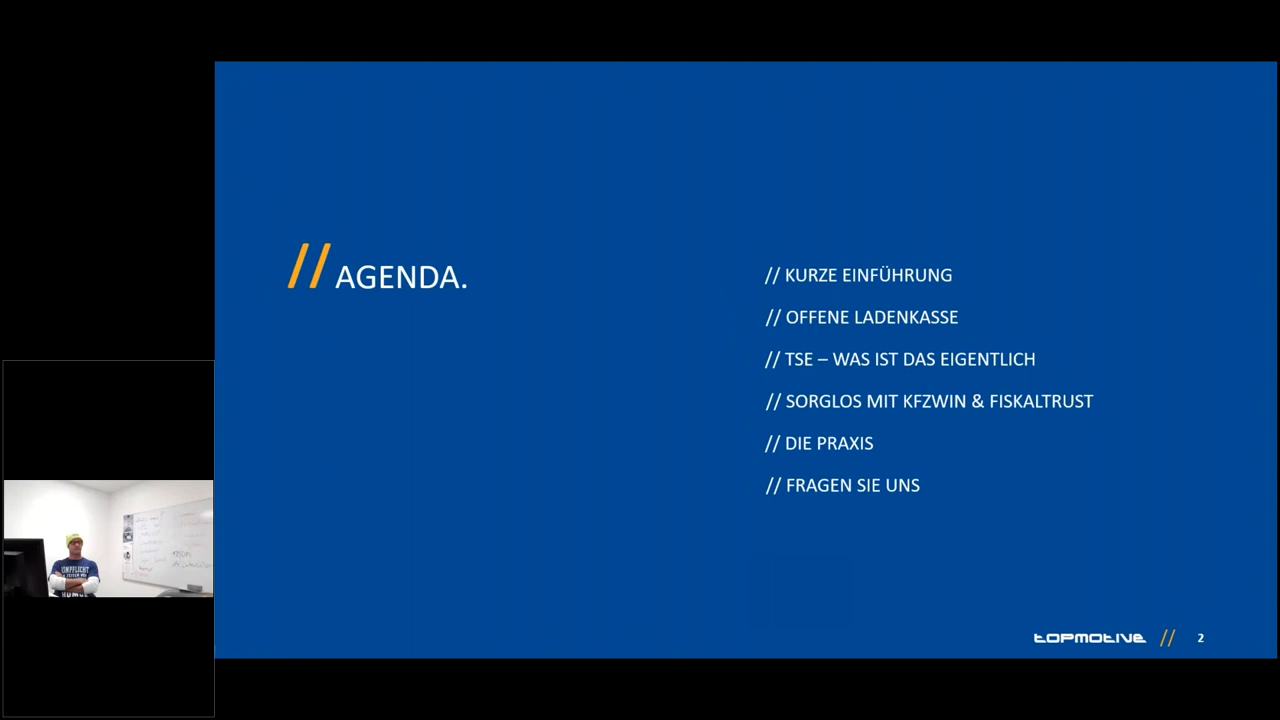 // AGENDA.
// KURZE EINFÜHRUNG
// OFFENE LADENKASSE
// TSE – WAS IST DAS EIGENTLICH
// SORGLOS MIT KFZWIN & FISKALTRUST
// DIE PRAXIS
// FRAGEN SIE UNS
TOPMOTIVE // 2